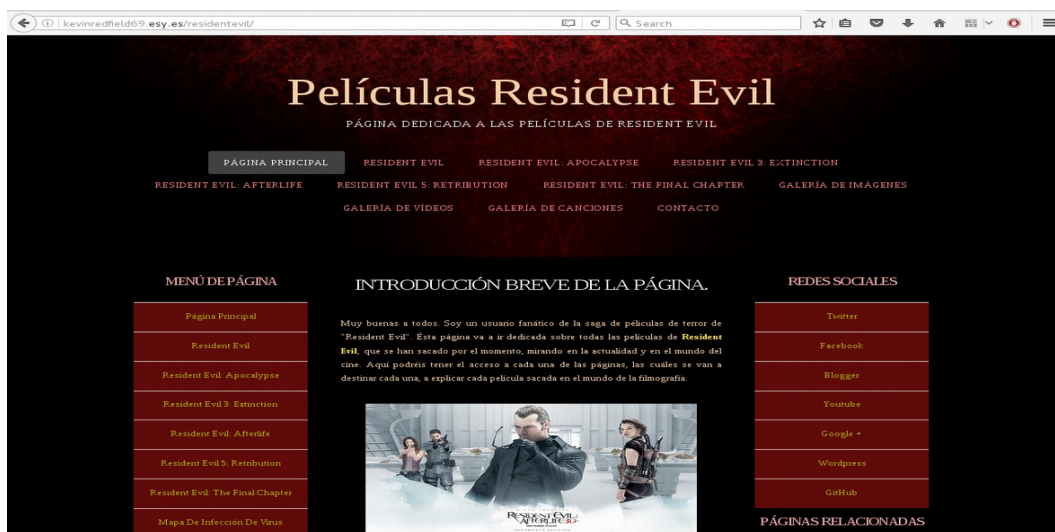 kevinredfield69.esy.es/residentevil/
Search
Películas Resident Evil
PÁGINA DEDICADA A LAS PELÍCULAS DE RESIDENT EVIL
PÁGINA PRINCIPAL RESIDENT EVIL RESIDENT EVIL: APOCALYPSE RESIDENT EVIL 3: EXTINCTION
RESIDENT EVIL: AFTERLIFE RESIDENT EVIL 5: RETRIBUTION RESIDENT EVIL: THE FINAL CHAPTER GALERÍA DE IMÁGENES
GALERÍA DE VÍDEOS GALERÍA DE CANCIONES CONTACTO
MENÚ DE PÁGINA
Página Principal
Resident Evil
Resident Evil: Apocalypse
Resident Evil 3: Extinction
Resident Evil: Afterlife
Resident Evil 5: Retribution
Resident Evil: The Final Chapter
Mapa De Infección De Virus
INTRODUCCIÓN BREVE DE LA PÁGINA.
Muy buenas a todos. Soy un usuario fanático de la saga de péliculas de terror de
"Resident Evil". Ésta página va a ir dedicada sobre todas las películas de Resident
Evil, que se han sacado por el momento, mirando en la actualidad y en el mundo del
cine. Aquí podréis tener el acceso a cada una de las páginas, las cuáles se van a
destinar cada una, a explicar cada película sacada en el mundo de la filmografía.
RESIDENT EVIL:
AFTERLIFE 3D
REDES SOCIALES
Twitter
Facebook
Blogger
Youtube
Google +
Wordpress
GitHub
PÁGINAS RELACIONADAS